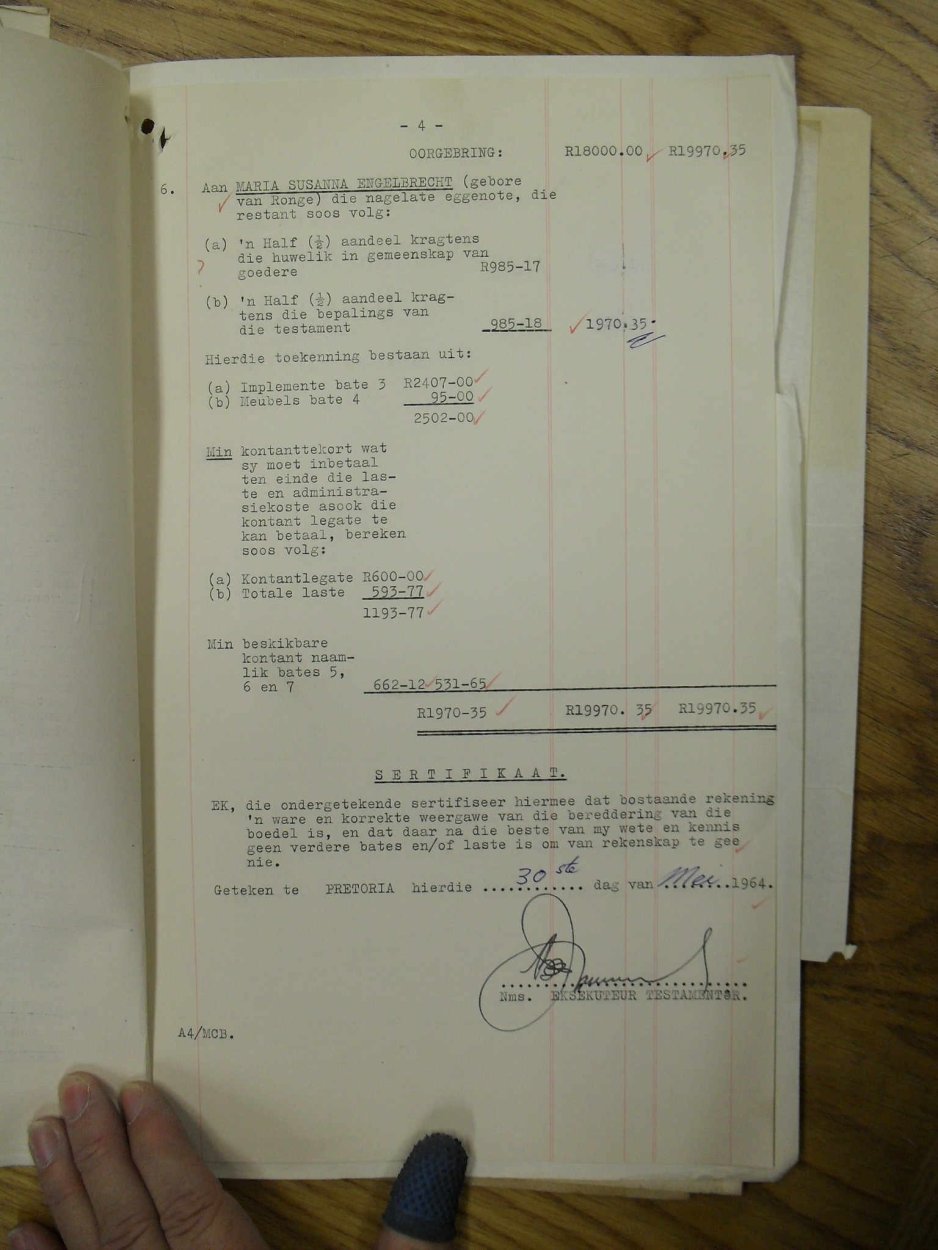 - 4 -
OORGEBRING: R18000.00 R19970.35
6. Aan MARIA SUSANNA ENGELBRECHT (gebore
van Ronge) die nagelate eggenote, die
restant soos volg:
(a) 'n Half (½) aandeel kragtens
die huwelik in gemeenskap van
goedere R985-17
?
(b) 'n Half (½) aandeel krag-
tens die bepalings van
die testament 985-18 1970.35
Hierdie toekenning bestaan uit:
(a) Implemente bate 3 R2407-00
(b) Meubels bate 4 95-00
2502-00
Min kontanttekort wat
sy moet inbetaal
ten einde die las-
te en administra-
siekoste asook die
kontant legate te
kan betaal, bereken
soos volg:
(a) Kontantlegate R600-00
(b) Totale laste 593-77
1193-77
Min beskikbare
kontant naam-
lik bates 5,
6 en 7 662-12 531-65
R1970-35 R19970. 35 R19970.35
S E R T I F I K A A T.
EK, die ondergetekende sertifiseer hiermee dat bostaande rekening
'n ware en korrekte weergawe van die bereddering van die
boedel is, en dat daar na die beste van my wete en kennis
geen verdere bates en/of laste is om van rekenskap te gee
nie.
Geteken te PRETORIA hierdie ....30ste.... dag van ..Mei....1964.
Nms. EKSEKUTEUR TESTAMENTêR.
A4/MCB.